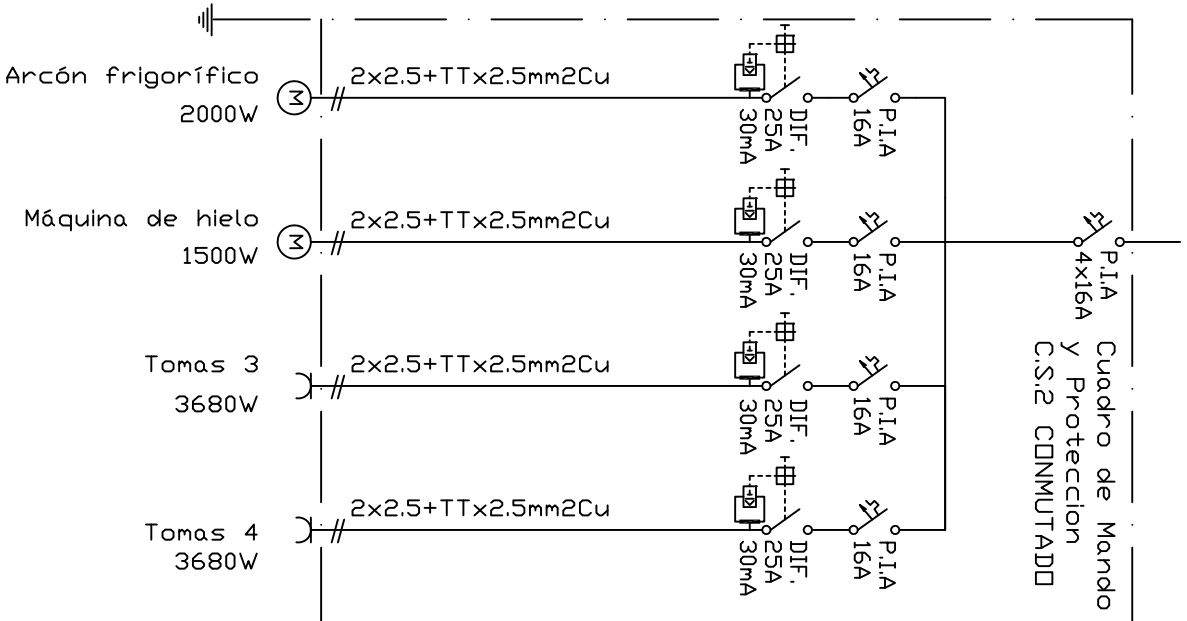 Arcón frigorífico
2000W
M
2x2.5+TTx2.5mm2Cu
30mA
25A
DIF.
16A
P.I.A
Máquina de hielo
1500W
M
2x2.5+TTx2.5mm2Cu
30mA
25A
DIF.
16A
P.I.A
4x16A
P.I.A
Tomas 3
3680W
2x2.5+TTx2.5mm2Cu
30mA
25A
DIF.
16A
P.I.A
Tomas 4
3680W
2x2.5+TTx2.5mm2Cu
30mA
25A
DIF.
16A
P.I.A
Cuadro de Mando
y Proteccion
C.S.2 CONMUTADO